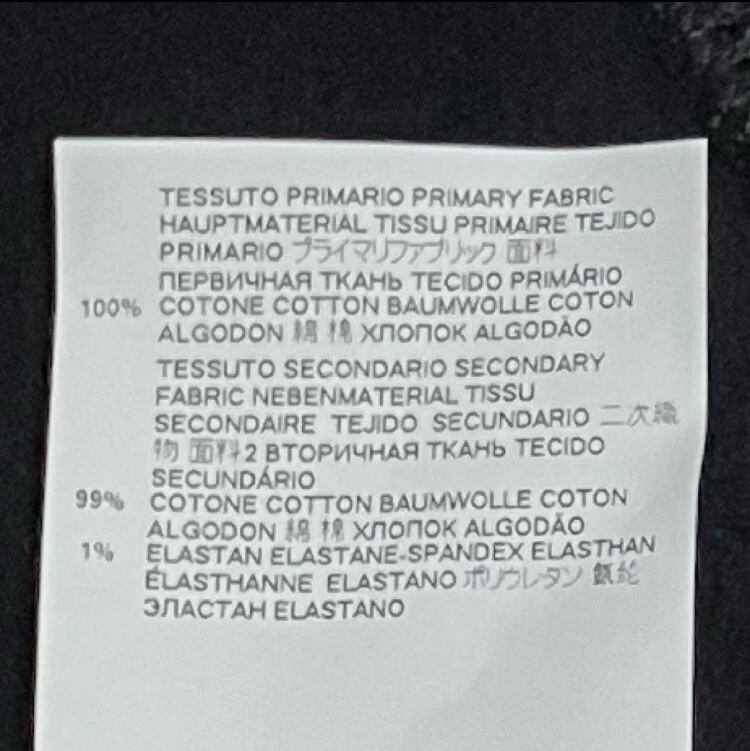 TESSUTO PRIMARIO PRIMARY FABRIC
HAUPTMATERIAL TISSU PRIMAIRE TEJIDO
PRIMARIO プライマリファブリック 面料
ПЕРВИЧНАЯ ТКАНЬ TECIDO PRIMÁRIO
100% COTONE COTTON BAUMWOLLE COTON
ALGODON 綿 棉 ХЛОПОК ALGODÃO
TESSUTO SECONDARIO SECONDARY
FABRIC NEBENMATERIAL TISSU
SECONDAIRE TEJIDO SECUNDARIO 二次織
物 面料2 ВТОРИЧНАЯ ТКАНЬ TECIDO
SECUNDÁRIO
99% COTONE COTTON BAUMWOLLE COTON
ALGODON 綿 棉 ХЛОПОК ALGODÃO
1% ELASTAN ELASTANE-SPANDEX ELASTHAN
ÉLASTHANNE ELASTANO ポリウレタン 氨纶
ЭЛАСТАН ELASTANO